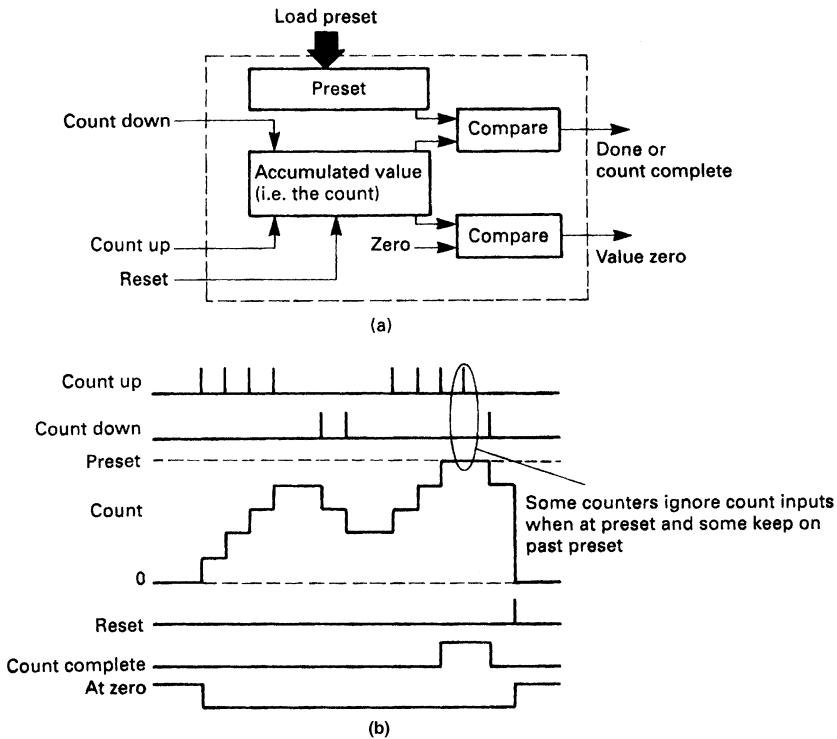 Load preset
Preset
Count down
Compare
Done or
count complete
Accumulated value
(i.e. the count)
Count up
Zero
Compare
Value zero
Reset
(a)
Count up
Count down
Preset
Count
Some counters ignore count inputs
when at preset and some keep on
past preset
0
Reset
Count complete
At zero
(b)